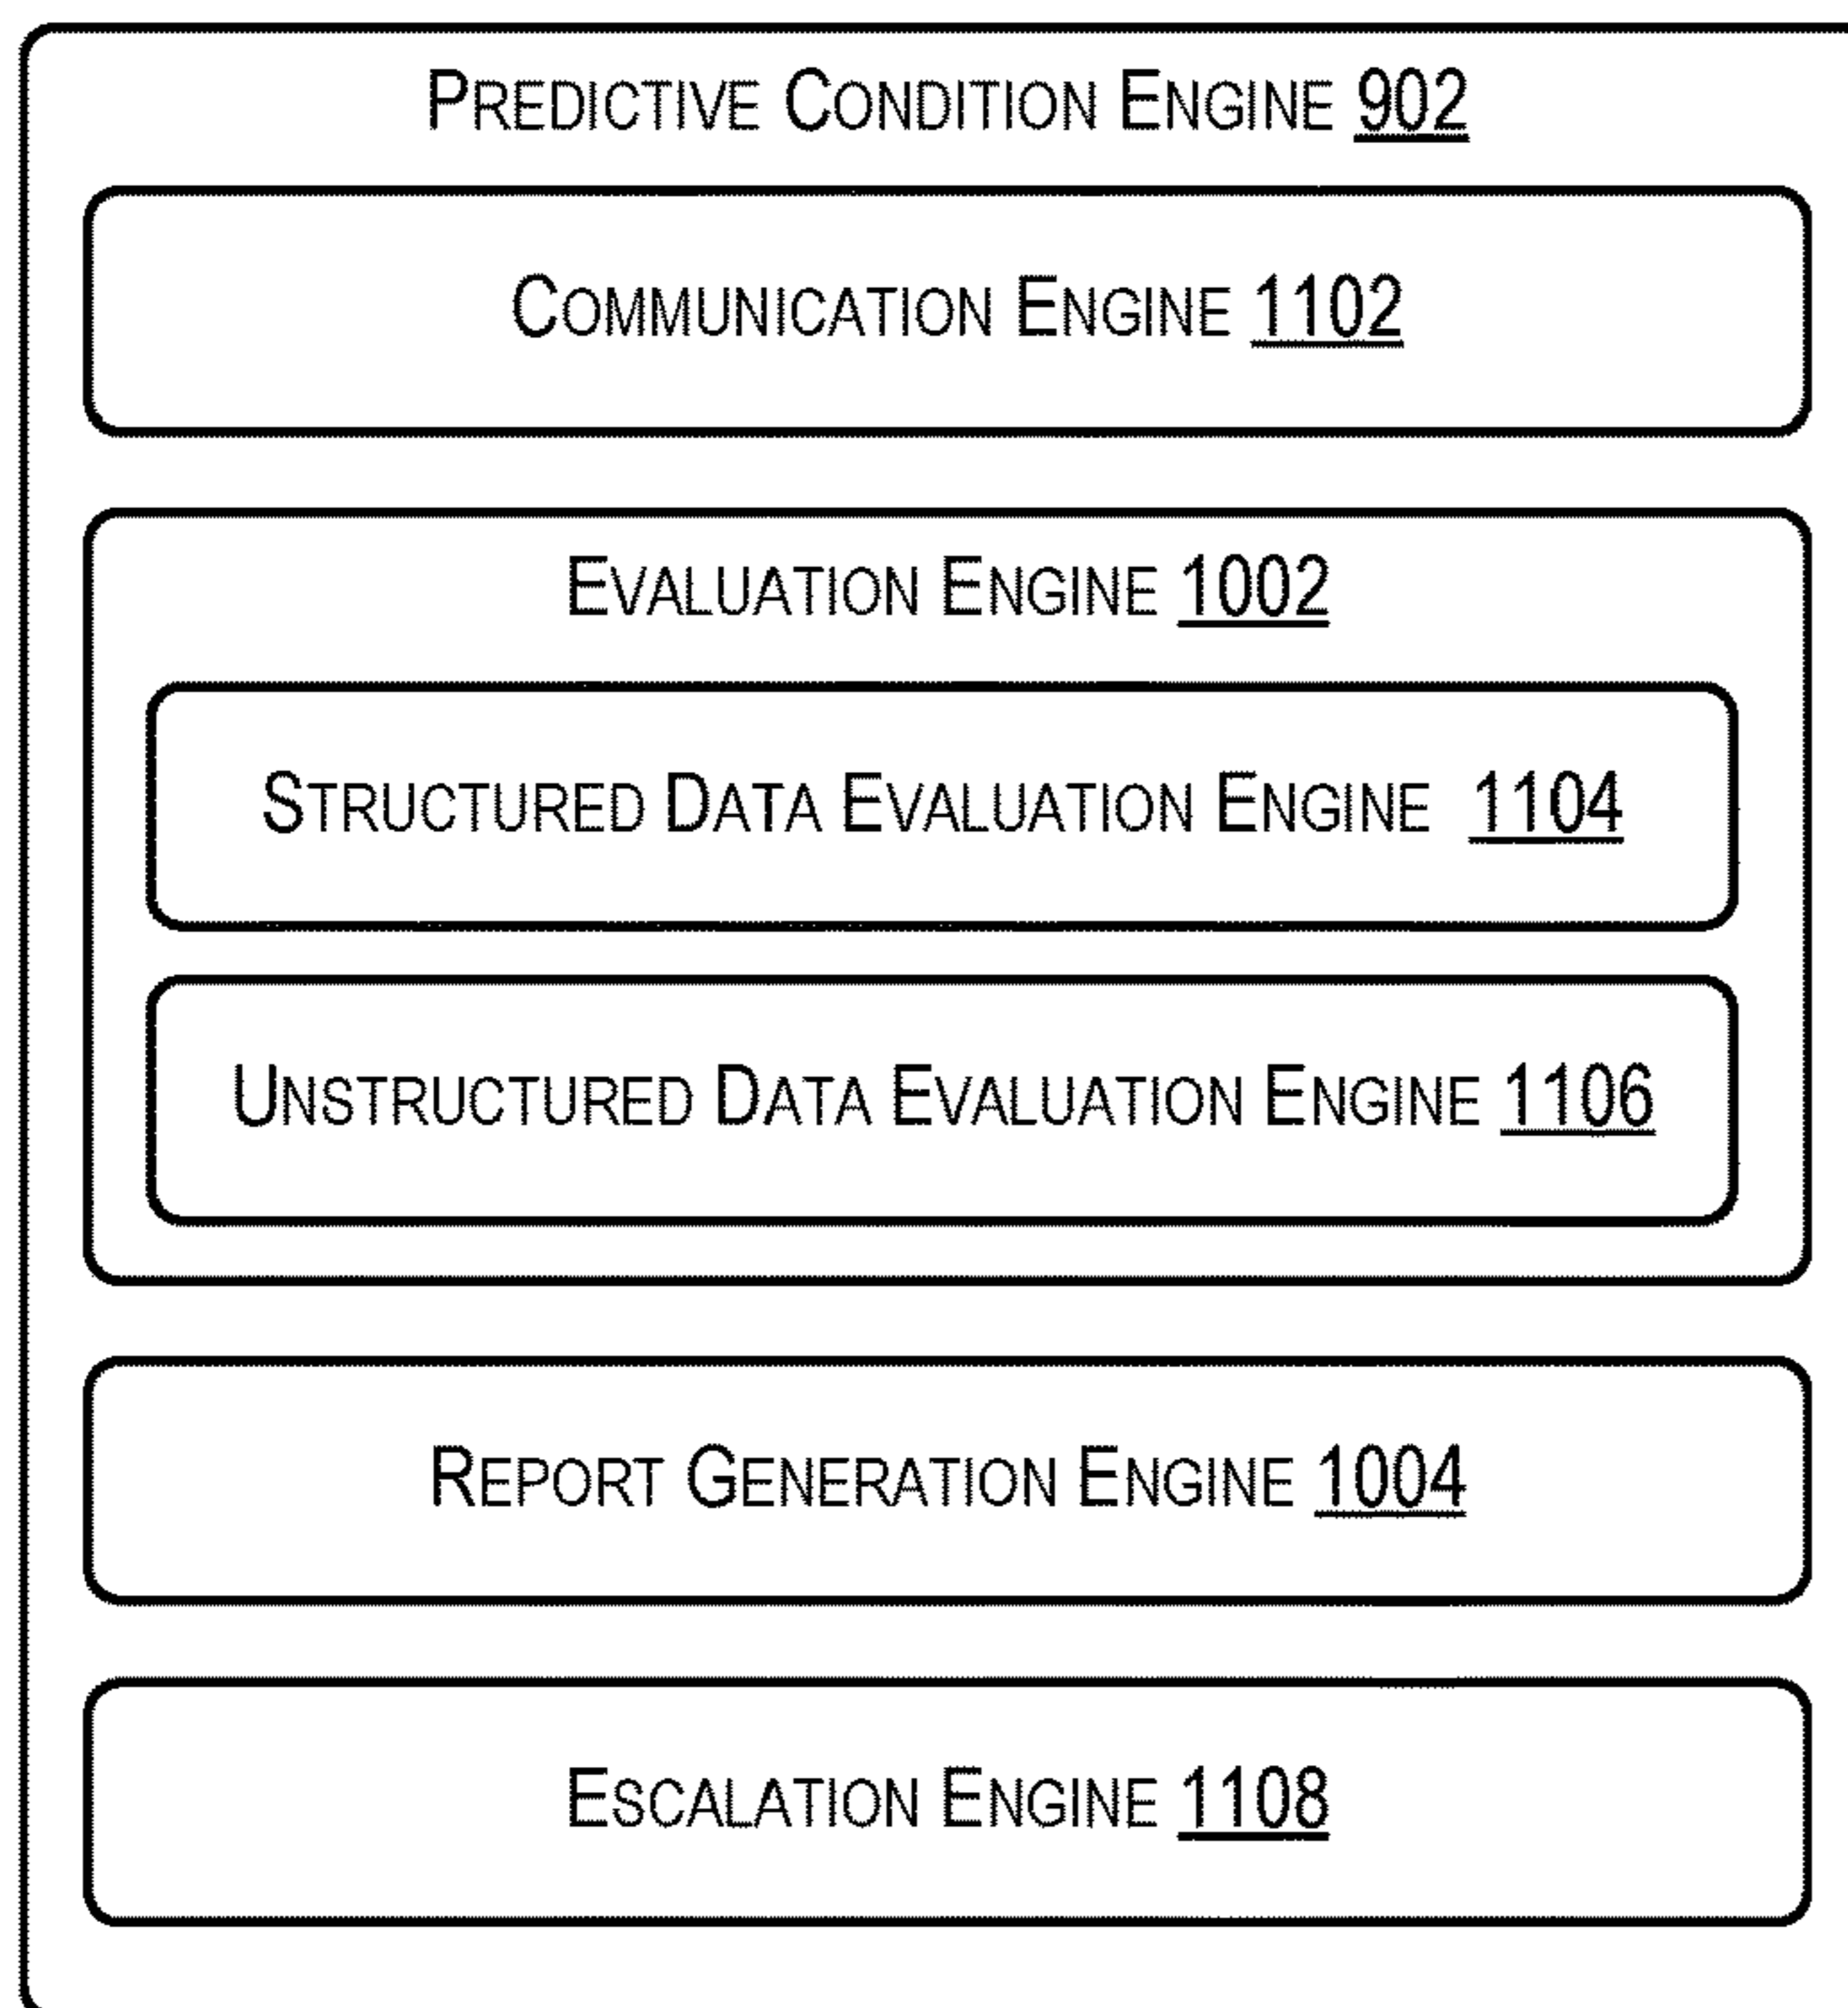 PREDICTIVE CONDITION ENGINE 902
COMMUNICATION ENGINE 1102
EVALUATION ENGINE 1002
STRUCTURED DATA EVALUATION ENGINE 1104
UNSTRUCTURED DATA EVALUATION ENGINE 1106
REPORT GENERATION ENGINE 1004
ESCALATION ENGINE 1108